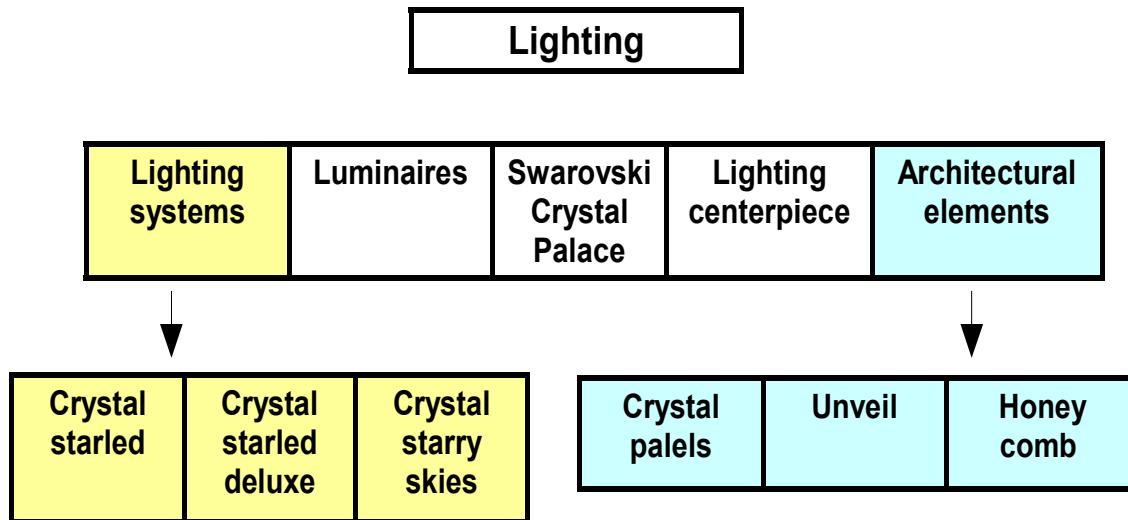 Lighting
Lighting
systems
Luminaires
Swarovski
Crystal
Palace
Lighting
centerpiece
Architectural
elements
Crystal
starled
Crystal
starled
deluxe
Crystal
starry
skies
Crystal
palels
Unveil
Honey
comb